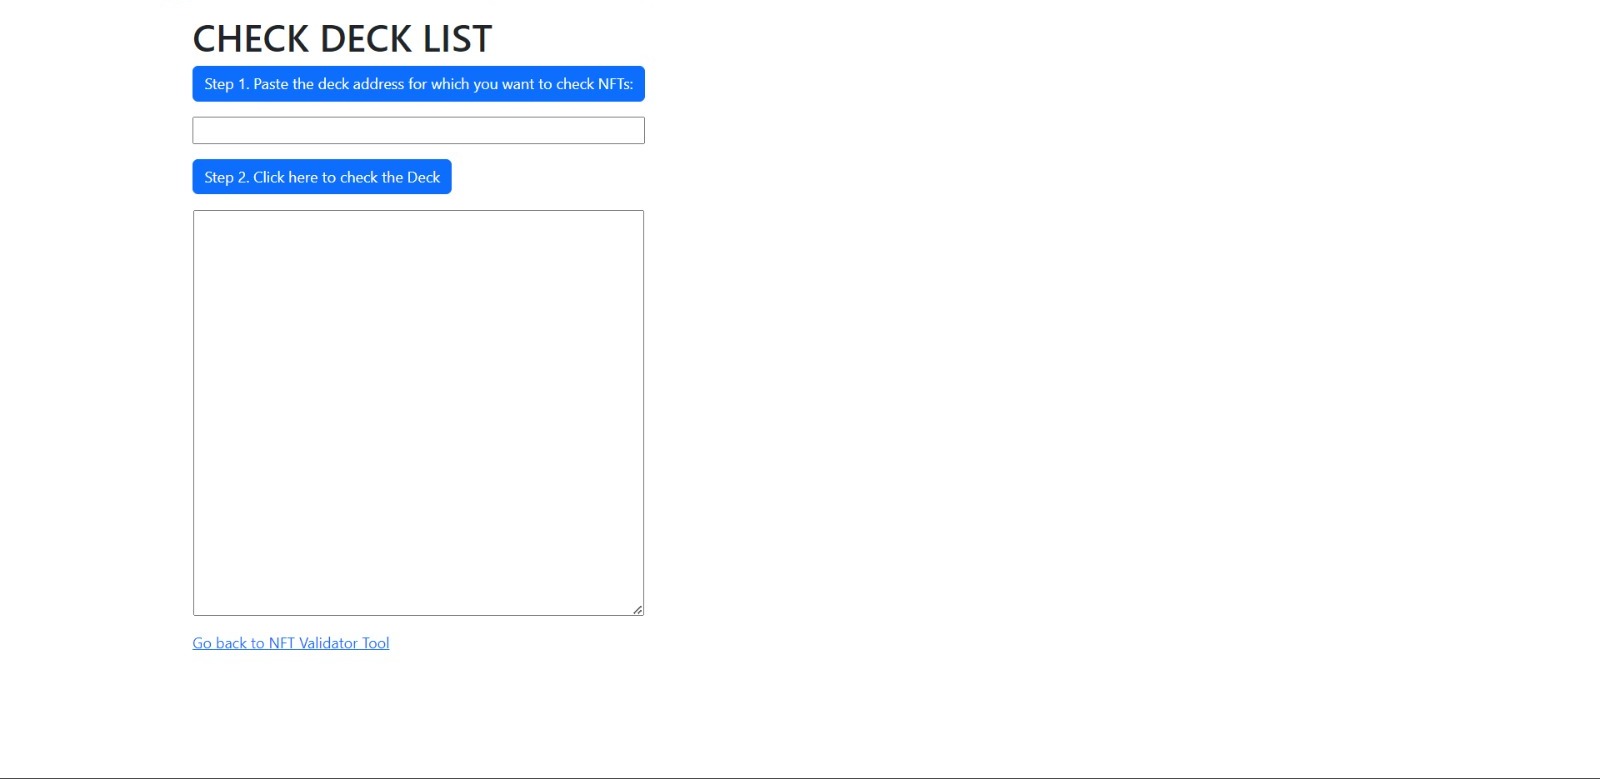 CHECK DECK LIST
Step 1. Paste the deck address for which you want to check NFTs:
Step 2. Click here to check the Deck
Go back to NFT Validator Tool